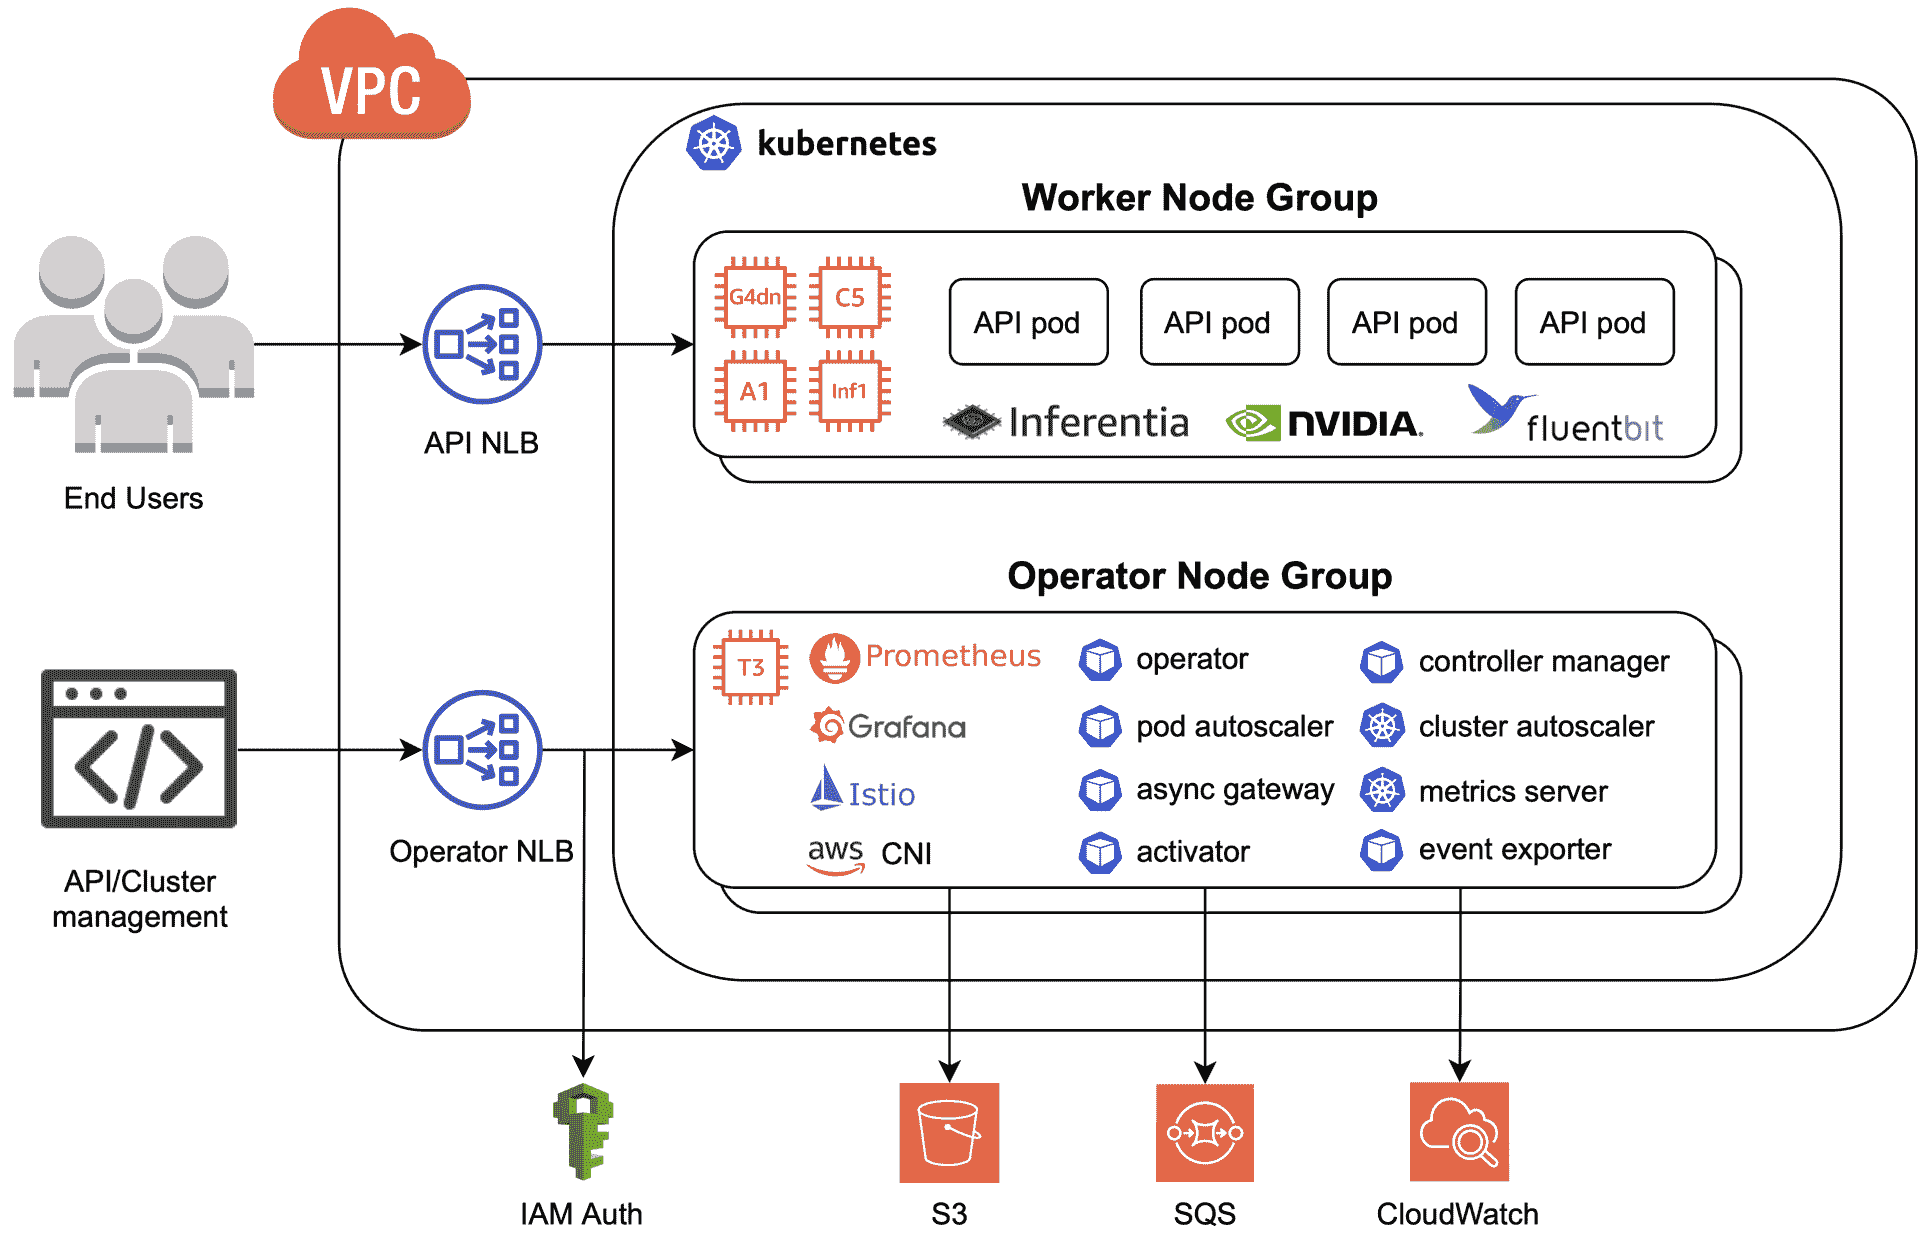 VPC
kubernetes
Worker Node Group
G4dn
C5
API pod
API pod
API pod
API pod
A1
Inf1
Inferentia
NVIDIA.
fluentbit
API NLB
End Users
Operator Node Group
T3
Prometheus
operator
controller manager
Grafana
pod autoscaler
cluster autoscaler
Istio
async gateway
metrics server
aws CNI
activator
event exporter
Operator NLB
API/Cluster
management
IAM Auth
S3
SQS
CloudWatch